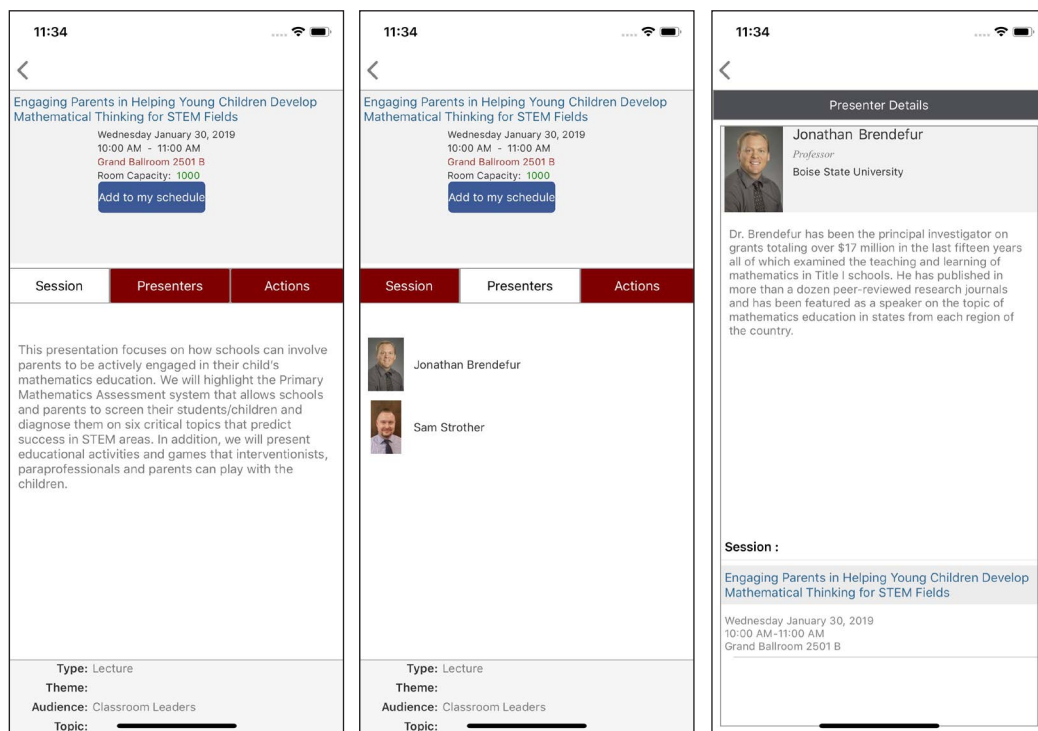 11:34
Engaging Parents in Helping Young Children Develop
Mathematical Thinking for STEM Fields
Wednesday January 30, 2019
10:00 AM - 11:00 AM
Grand Ballroom 2501 B
Room Capacity: 1000
Add to my schedule
Session Presenters Actions
This presentation focuses on how schools can involve
parents to be actively engaged in their child's
mathematics education. We will highlight the Primary
Mathematics Assessment system that allows schools
and parents to screen their students/children and
diagnose them on six critical topics that predict
success in STEM areas. In addition, we will present
educational activities and games that interventionists,
paraprofessionals and parents can play with the
children.
Type: Lecture
Theme:
Audience: Classroom Leaders
Topic:
11:34
Engaging Parents in Helping Young Children Develop
Mathematical Thinking for STEM Fields
Wednesday January 30, 2019
10:00 AM - 11:00 AM
Grand Ballroom 2501 B
Room Capacity: 1000
Add to my schedule
Session Presenters Actions
Jonathan Brendefur
Sam Strother
Type: Lecture
Theme:
Audience: Classroom Leaders
Topic:
11:34
Presenter Details
Jonathan Brendefur
Professor
Boise State University
Dr. Brendefur has been the principal investigator on
grants totaling over $17 million in the last fifteen years
all of which examined the teaching and learning of
mathematics in Title I schools. He has published in
more than a dozen peer-reviewed research journals
and has been featured as a speaker on the topic of
mathematics education in states from each region of
the country.
Session :
Engaging Parents in Helping Young Children Develop
Mathematical Thinking for STEM Fields
Wednesday January 30, 2019
10:00 AM-11:00 AM
Grand Ballroom 2501 B